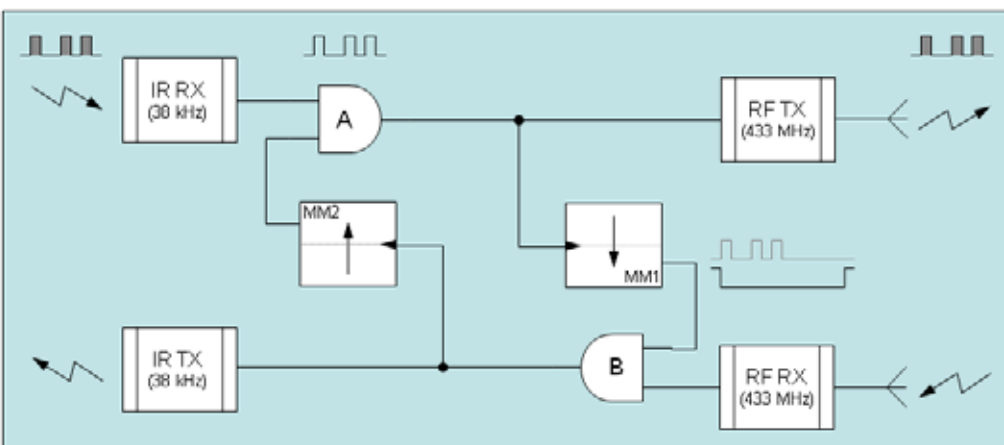 IR RX
(38 kHz)
A
RF TX
(433 MHz)
MM2
MM1
IR TX
(38 kHz)
B
RF RX
(433 MHz)